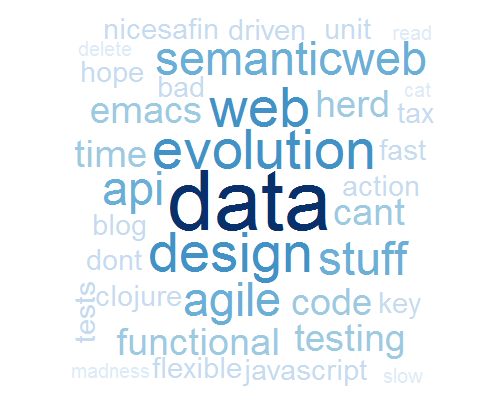 nicesafin driven unit read
delete semanticweb
hope bad cat
emacs web herd tax
time evolution fast
api data action
blog cant
dont design stuff
tests clojure agile code key
functional testing
madness flexible javascript slow